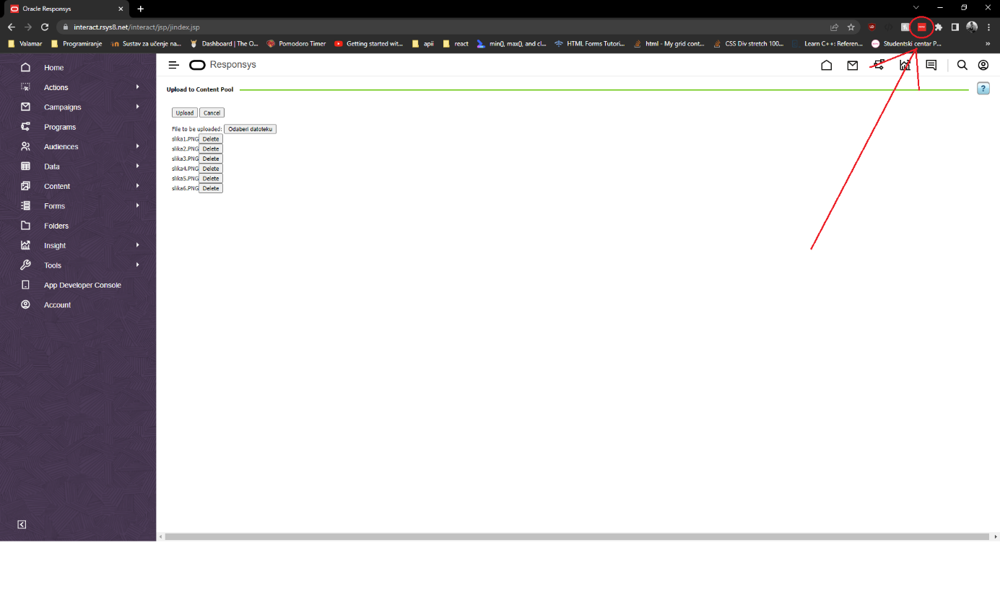 Oracle Responsys
interact.rsys8.net/interact/jsp/jindex.jsp
Valamar Programiranje Sustav za učenje na... Dashboard | The O... Pomodoro Timer Getting started wit... apii react min(), max(), and cl... HTML Forms Tutori... html - My grid cont... CSS Div stretch 100... Learn C++: Referen... Studentski centar P... »
Home
Actions
Campaigns
Programs
Audiences
Data
Content
Forms
Folders
Insight
Tools
App Developer Console
Account
Responsys
Upload to Content Pool
?
Upload Cancel
File to be uploaded: Odaberi datoteku
slika1.PNG Delete
slika2.PNG Delete
slika3.PNG Delete
slika4.PNG Delete
slika5.PNG Delete
slika6.PNG Delete